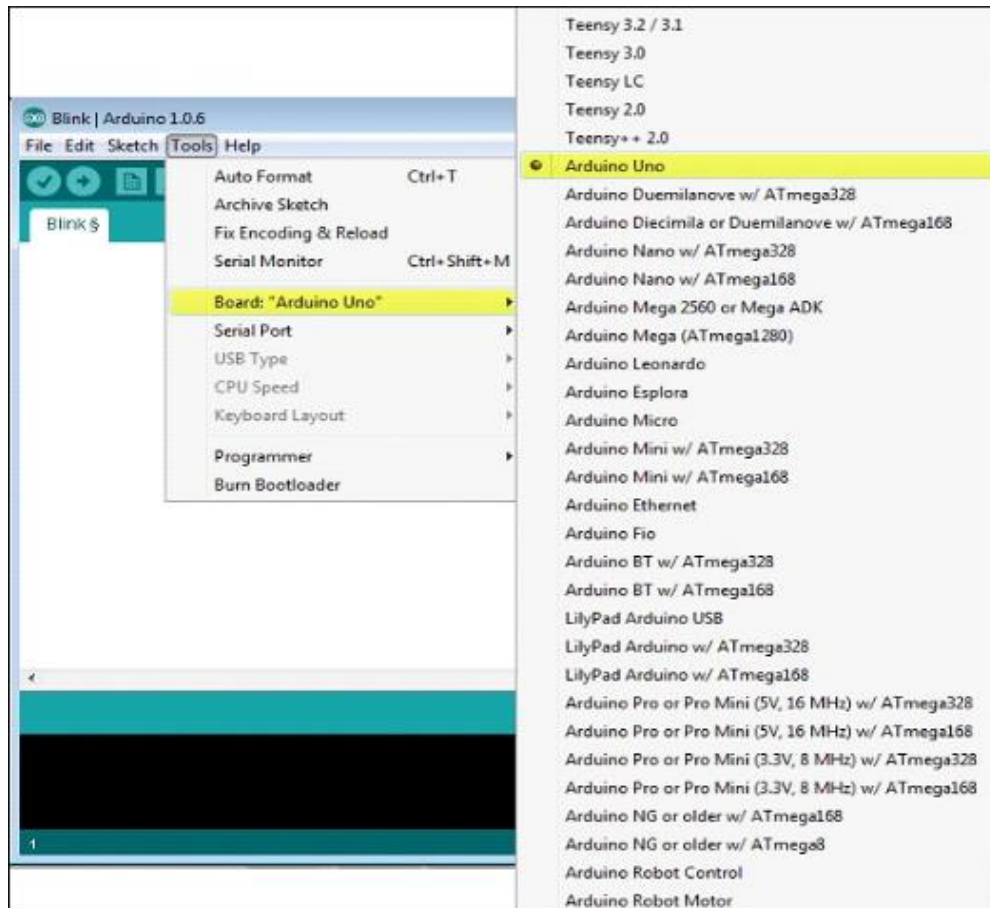 Blink | Arduino 1.0.6
File Edit Sketch Tools Help
Blink §
Auto Format Ctrl+T
Archive Sketch
Fix Encoding & Reload
Serial Monitor Ctrl+Shift+M
Board: "Arduino Uno"
Serial Port
USB Type
CPU Speed
Keyboard Layout
Programmer
Burn Bootloader
1
Teensy 3.2 / 3.1
Teensy 3.0
Teensy LC
Teensy 2.0
Teensy++ 2.0
Arduino Uno
Arduino Duemilanove w/ ATmega328
Arduino Diecimila or Duemilanove w/ ATmega168
Arduino Nano w/ ATmega328
Arduino Nano w/ ATmega168
Arduino Mega 2560 or Mega ADK
Arduino Mega (ATmega1280)
Arduino Leonardo
Arduino Esplora
Arduino Micro
Arduino Mini w/ ATmega328
Arduino Mini w/ ATmega168
Arduino Ethernet
Arduino Fio
Arduino BT w/ ATmega328
Arduino BT w/ ATmega168
LilyPad Arduino USB
LilyPad Arduino w/ ATmega328
LilyPad Arduino w/ ATmega168
Arduino Pro or Pro Mini (5V, 16 MHz) w/ ATmega328
Arduino Pro or Pro Mini (5V, 16 MHz) w/ ATmega168
Arduino Pro or Pro Mini (3.3V, 8 MHz) w/ ATmega328
Arduino Pro or Pro Mini (3.3V, 8 MHz) w/ ATmega168
Arduino NG or older w/ ATmega168
Arduino NG or older w/ ATmega8
Arduino Robot Control
Arduino Robot Motor